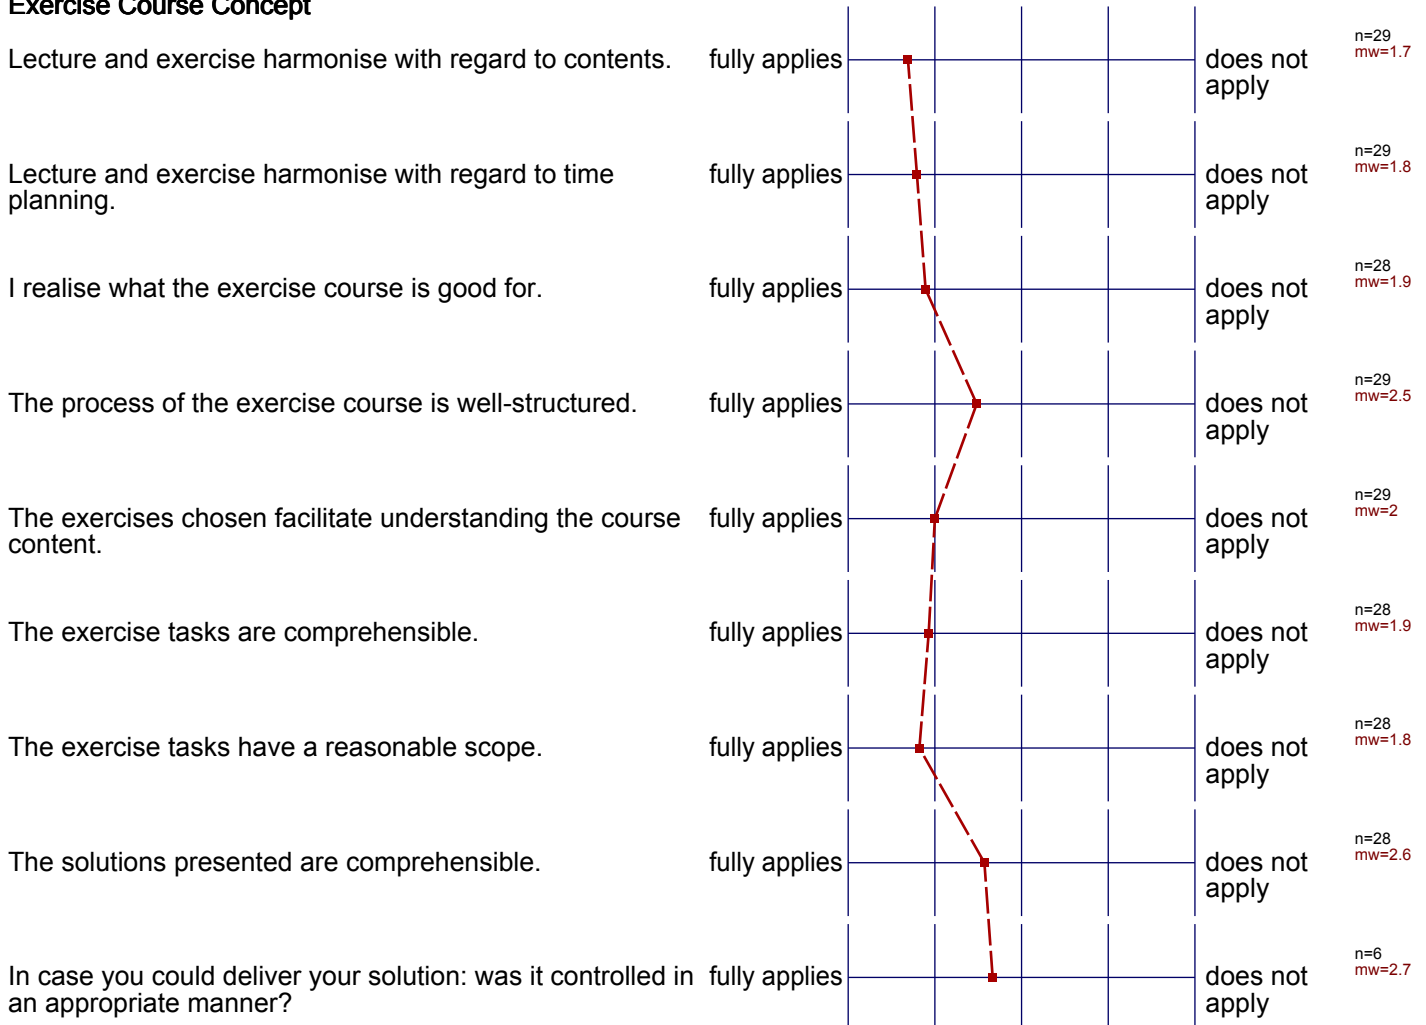 Exercise Course Concept
Lecture and exercise harmonise with regard to contents. fully applies does not apply n=29 mw=1.7
Lecture and exercise harmonise with regard to time planning. fully applies does not apply n=29 mw=1.8
I realise what the exercise course is good for. fully applies does not apply n=28 mw=1.9
The process of the exercise course is well-structured. fully applies does not apply n=29 mw=2.5
The exercises chosen facilitate understanding the course content. fully applies does not apply n=29 mw=2
The exercise tasks are comprehensible. fully applies does not apply n=28 mw=1.9
The exercise tasks have a reasonable scope. fully applies does not apply n=28 mw=1.8
The solutions presented are comprehensible. fully applies does not apply n=28 mw=2.6
In case you could deliver your solution: was it controlled in an appropriate manner? fully applies does not apply n=6 mw=2.7